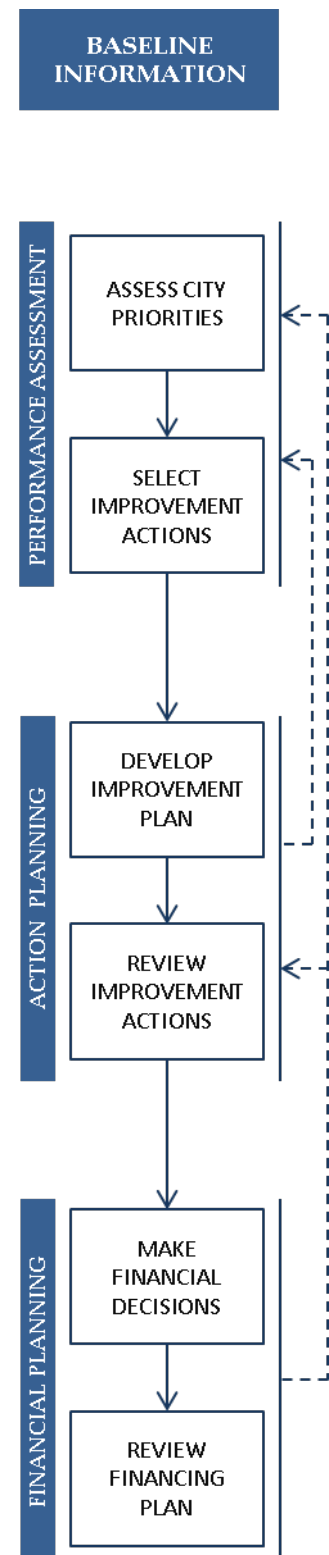 BASELINE
INFORMATION
PERFORMANCE ASSESSMENT
ASSESS CITY
PRIORITIES
SELECT
IMPROVEMENT
ACTIONS
ACTION PLANNING
DEVELOP
IMPROVEMENT
PLAN
REVIEW
IMPROVEMENT
ACTIONS
FINANCIAL PLANNING
MAKE
FINANCIAL
DECISIONS
REVIEW
FINANCING
PLAN